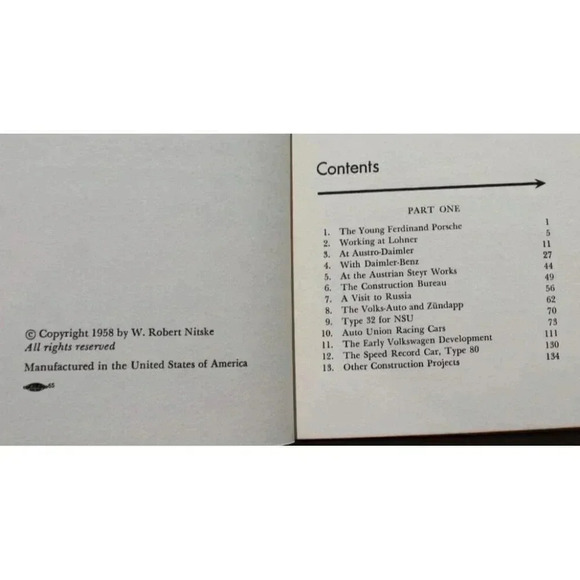 © Copyright 1958 by W. Robert Nitske
All rights reserved
Manufactured in the United States of America
Contents
PART ONE
1. The Young Ferdinand Porsche 1
2. Working at Lohner 5
3. At Austro-Daimler 11
4. With Daimler-Benz 27
5. At the Austrian Steyr Works 44
6. The Construction Bureau 49
7. A Visit to Russia 56
8. The Volks-Auto and Zündapp 62
9. Type 32 for NSU 70
10. Auto Union Racing Cars 73
11. The Early Volkswagen Development 111
12. The Speed Record Car, Type 80 130
13. Other Construction Projects 134